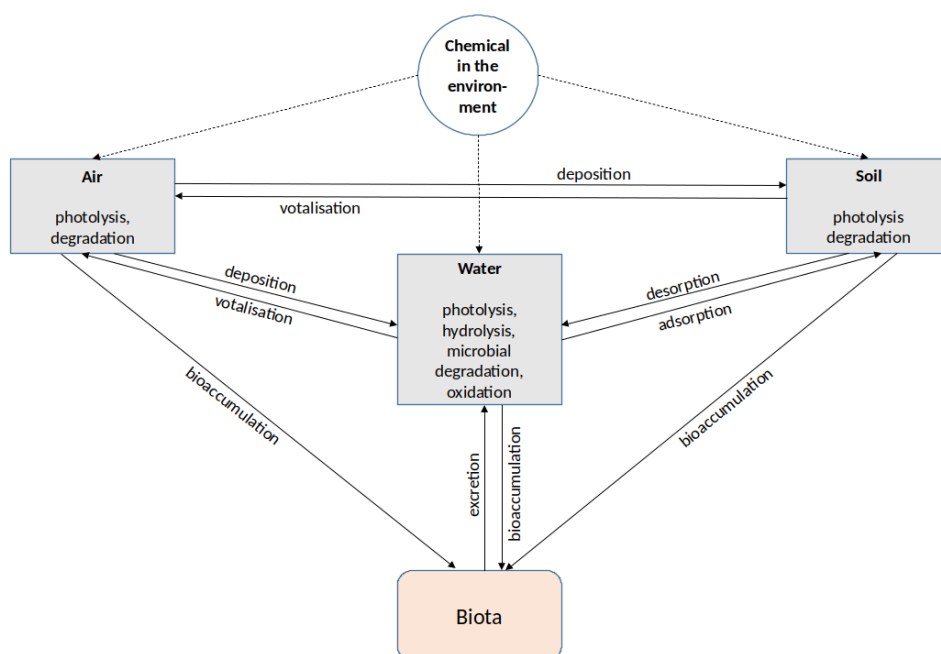 Chemical
in the
environ-
ment
Air
photolysis,
degradation
deposition
votalisation
Soil
photolysis
degradation
deposition
votalisation
Water
photolysis,
hydrolysis,
microbial
degradation,
oxidation
desorption
adsorption
bioaccumulation
excretion
bioaccumulation
bioaccumulation
Biota